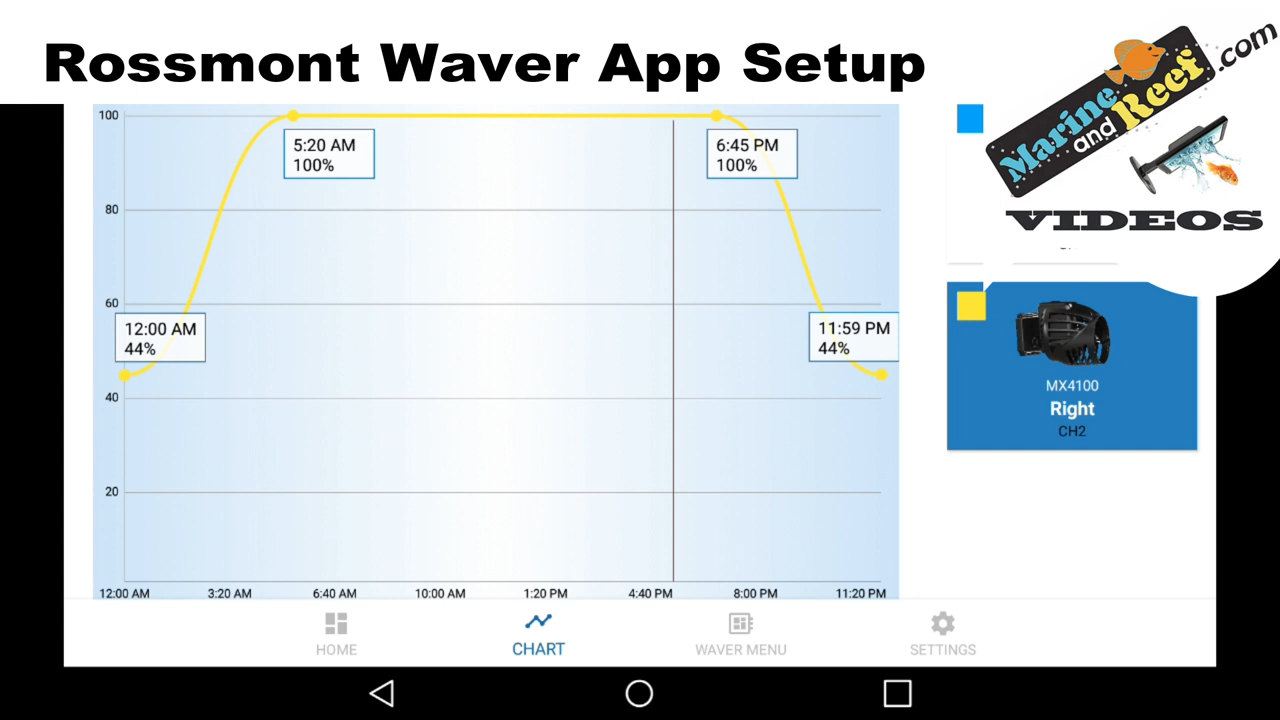 Rossmont Waver App Setup
Marine and Reef .com
VIDEOS
100
5:20 AM
100%
6:45 PM
100%
80
60
12:00 AM
44%
11:59 PM
44%
40
20
12:00 AM 3:20 AM 6:40 AM 10:00 AM 1:20 PM 4:40 PM 8:00 PM 11:20 PM
MX4100
Right
CH2
HOME CHART WAVER MENU SETTINGS